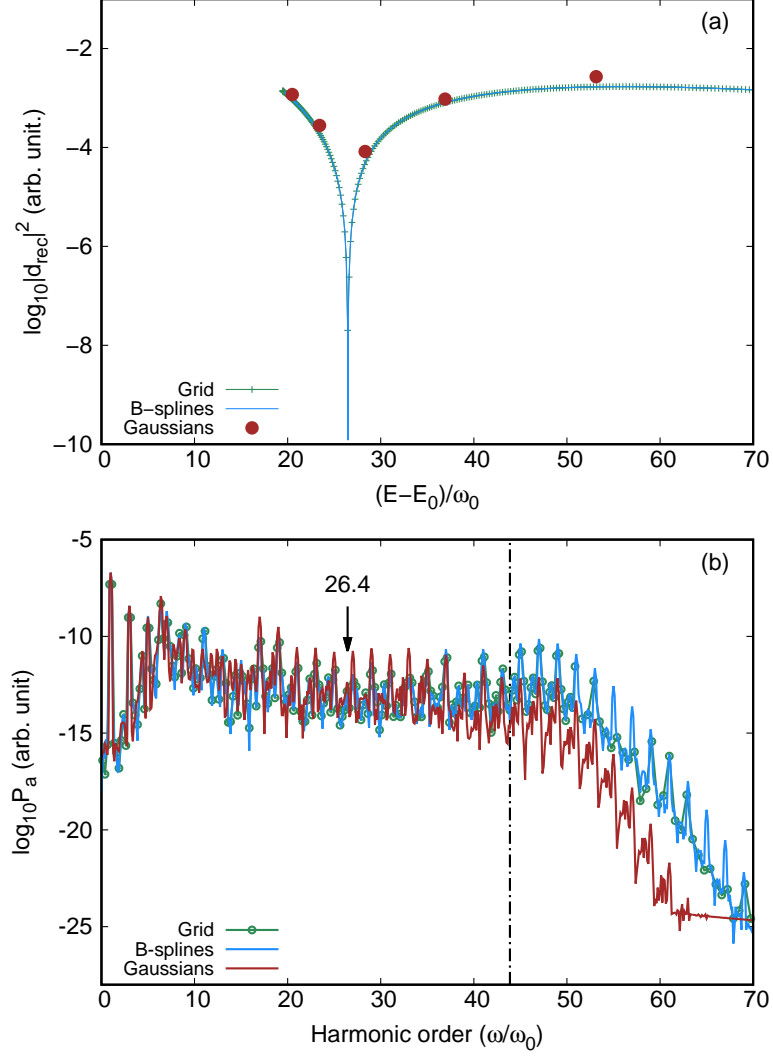 (a)
log10|drec|^2 (arb. unit.)
−2
−4
−6
−8
−10
Grid
B−splines
Gaussians
0 10 20 30 40 50 60 70
(E−E0)/ω0
(b)
log10Pa (arb. unit)
-5
-10
-15
-20
-25
26.4
Grid
B-splines
Gaussians
0 10 20 30 40 50 60 70
Harmonic order (ω/ω0)